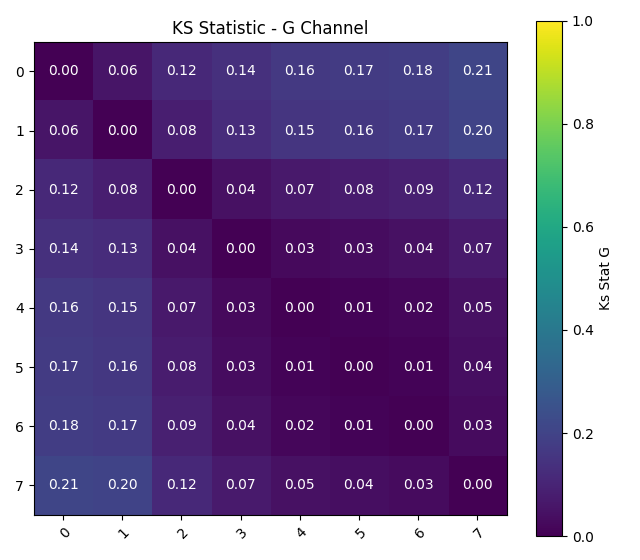 KS Statistic - G Channel
0 0.00 0.06 0.12 0.14 0.16 0.17 0.18 0.21
1 0.06 0.00 0.08 0.13 0.15 0.16 0.17 0.20
2 0.12 0.08 0.00 0.04 0.07 0.08 0.09 0.12
3 0.14 0.13 0.04 0.00 0.03 0.03 0.04 0.07
4 0.16 0.15 0.07 0.03 0.00 0.01 0.02 0.05
5 0.17 0.16 0.08 0.03 0.01 0.00 0.01 0.04
6 0.18 0.17 0.09 0.04 0.02 0.01 0.00 0.03
7 0.21 0.20 0.12 0.07 0.05 0.04 0.03 0.00
0 1 2 3 4 5 6 7
1.0
0.8
0.6
0.4
0.2
0.0
Ks Stat G